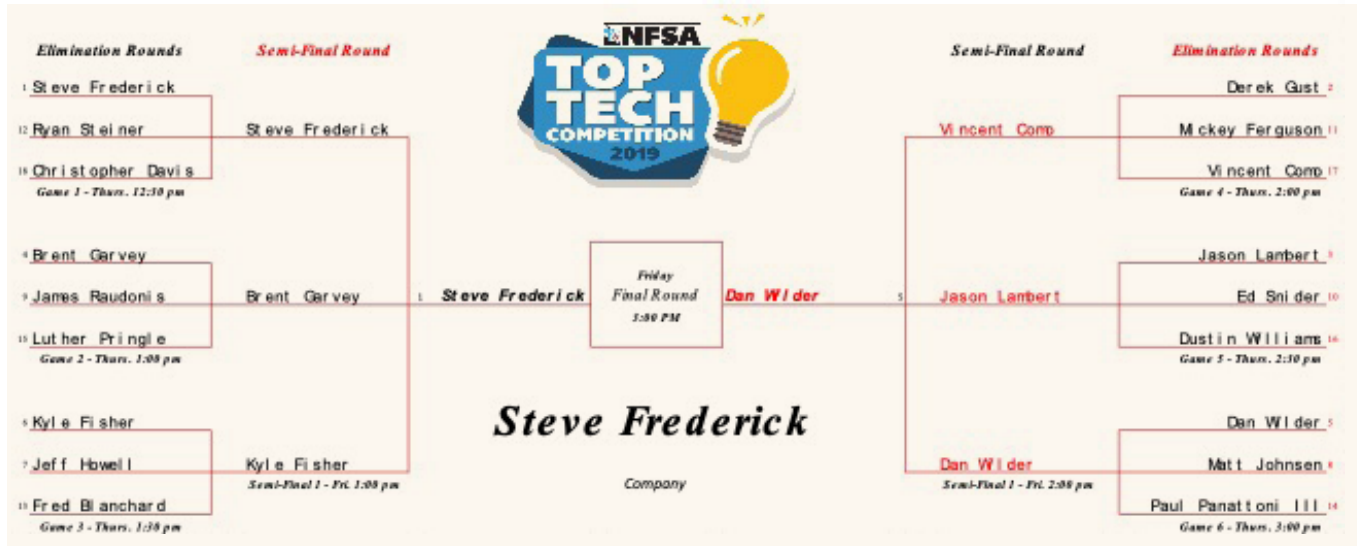 NFSA
TOP
TECH
COMPETITION
2019
Elimination Rounds
Semi-Final Round
1 Steve Frederick
12 Ryan Steiner
Steve Frederick
Christopher Davis
Game 1 - Thurs. 12:30 pm
Brent Garvey
9 James Raudonis
Brent Garvey
15 Luther Pringle
Game 2 - Thurs. 1:00 pm
Kyle Fisher
7 Jeff Howell
Kyle Fisher
Semi-Final 1 - Fri. 1:00 pm
Fred Blanchard
Game 3 - Thurs. 1:30 pm
1 Steve Frederick
Friday
Final Round
3:00 PM
Dan Wilder 5
Steve Frederick
Company
Semi-Final Round
Elimination Rounds
Derek Gust 2
Vincent Como
Mickey Ferguson 11
Vincent Como 17
Game 4 - Thurs. 2:00 pm
Jason Lambert 3
Jason Lambert
Ed Snider 10
Dustin Williams 16
Game 5 - Thurs. 2:30 pm
Dan Wilder 5
Dan Wilder
Semi-Final 1 - Fri. 2:00 pm
Matt Johnsen
Paul Panattoni III 14
Game 6 - Thurs. 3:00 pm